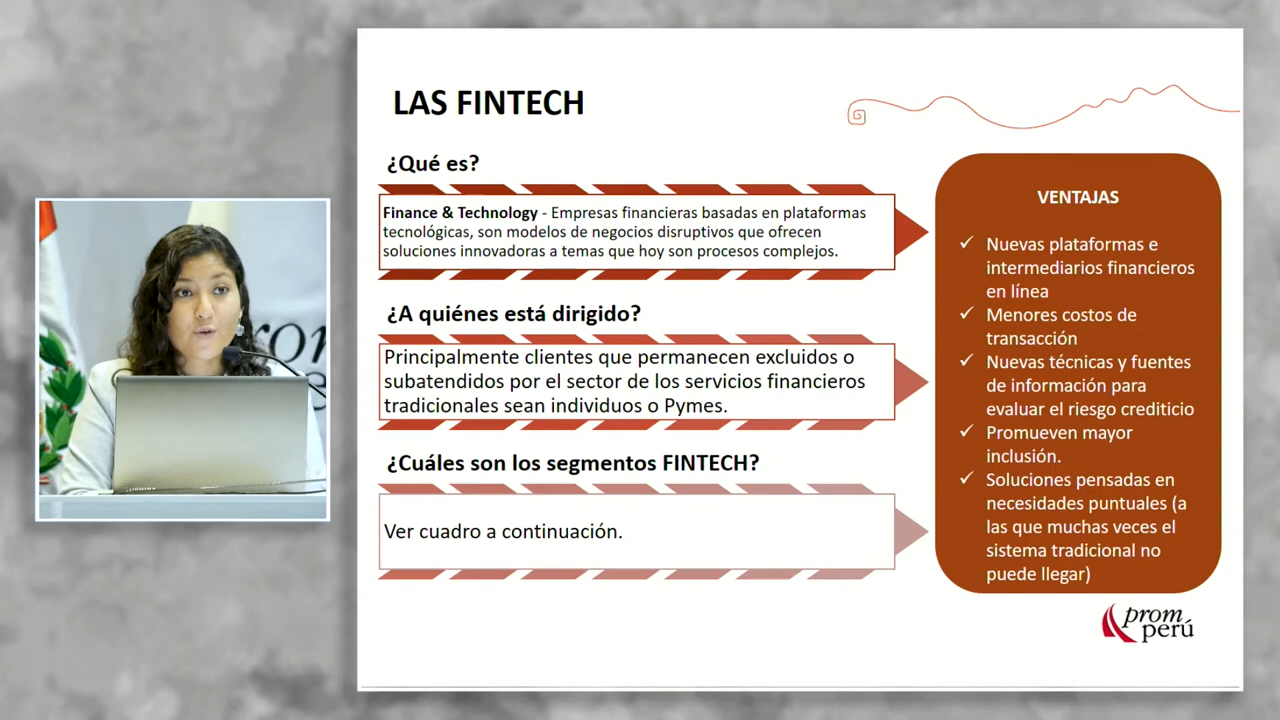 LAS FINTECH
¿Qué es?
Finance & Technology - Empresas financieras basadas en plataformas
tecnológicas, son modelos de negocios disruptivos que ofrecen
soluciones innovadoras a temas que hoy son procesos complejos.
¿A quiénes está dirigido?
Principalmente clientes que permanecen excluidos o
subatendidos por el sector de los servicios financieros
tradicionales sean individuos o Pymes.
¿Cuáles son los segmentos FINTECH?
Ver cuadro a continuación.
VENTAJAS
✓ Nuevas plataformas e
intermediarios financieros
en línea
✓ Menores costos de
transacción
✓ Nuevas técnicas y fuentes
de información para
evaluar el riesgo crediticio
✓ Promueven mayor
inclusión.
✓ Soluciones pensadas en
necesidades puntuales (a
las que muchas veces el
sistema tradicional no
puede llegar)
prom
perú